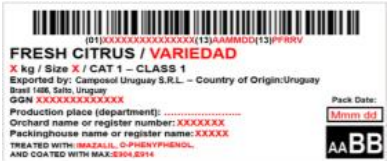 (01)XXXXXXXXXXXXXX(13)AAMMDD(13)PFRRV
FRESH CITRUS / VARIEDAD
X kg / Size X / CAT 1 – CLASS 1
Exported by: Camposol Uruguay S.R.L. – Country of Origin:Uruguay
Brasil 1486, Salto, Uruguay
GGN XXXXXXXXXXXXX
Production place (department): ........................
Orchard name or register number: XXXXXXX
Packinghouse name or register name: XXXXX
TREATED WITH: IMAZALIL, O-PHENYPHENOL,
AND COATED WITH MAX:E904,E914
Pack Date:
Mmm dd
AABB